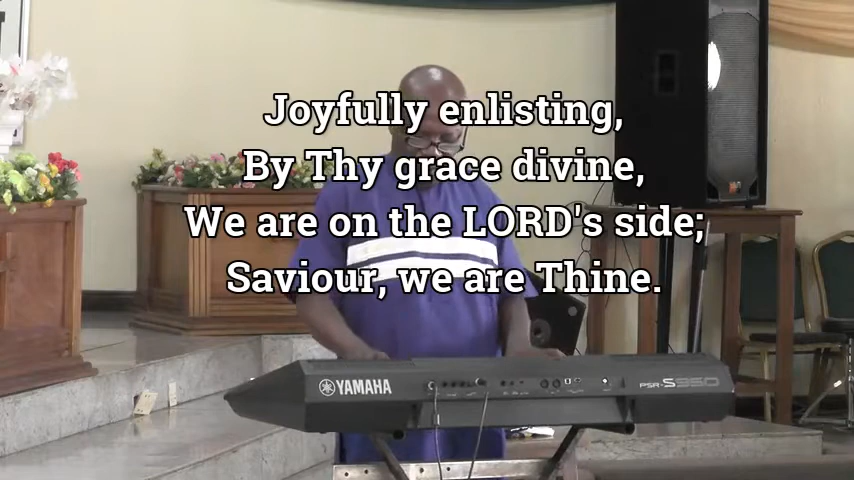 Joyfully enlisting,
By Thy grace divine,
We are on the LORD's side;
Saviour, we are Thine.
YAMAHA
PSR-S950